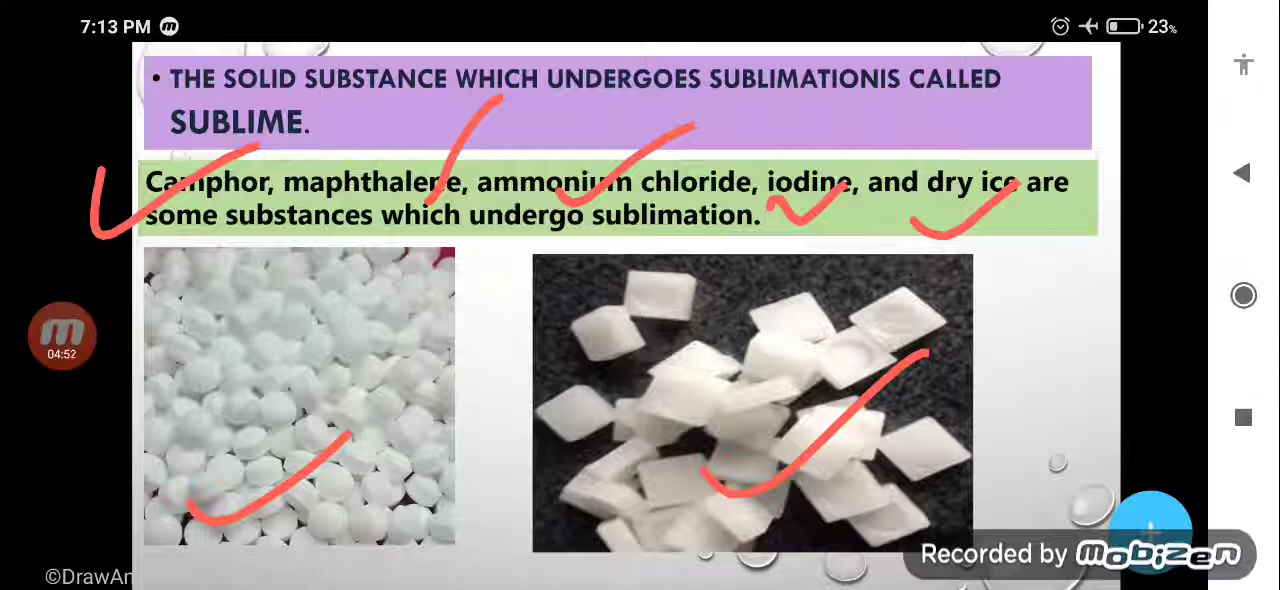 7:13 PM m 23%
• THE SOLID SUBSTANCE WHICH UNDERGOES SUBLIMATIONIS CALLED
SUBLIME.
Camphor, maphthalene, ammonium chloride, iodine, and dry ice are
some substances which undergo sublimation.
m
04:52
Recorded by mobizen
©DrawAn